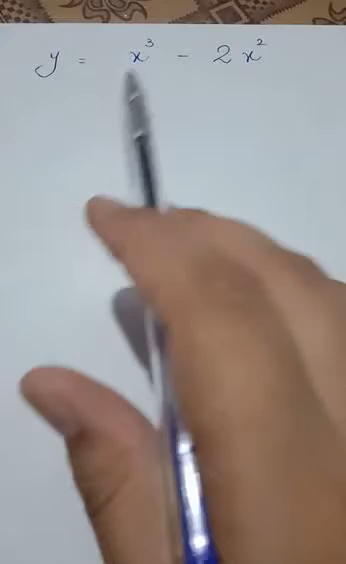 y = x³ - 2x²